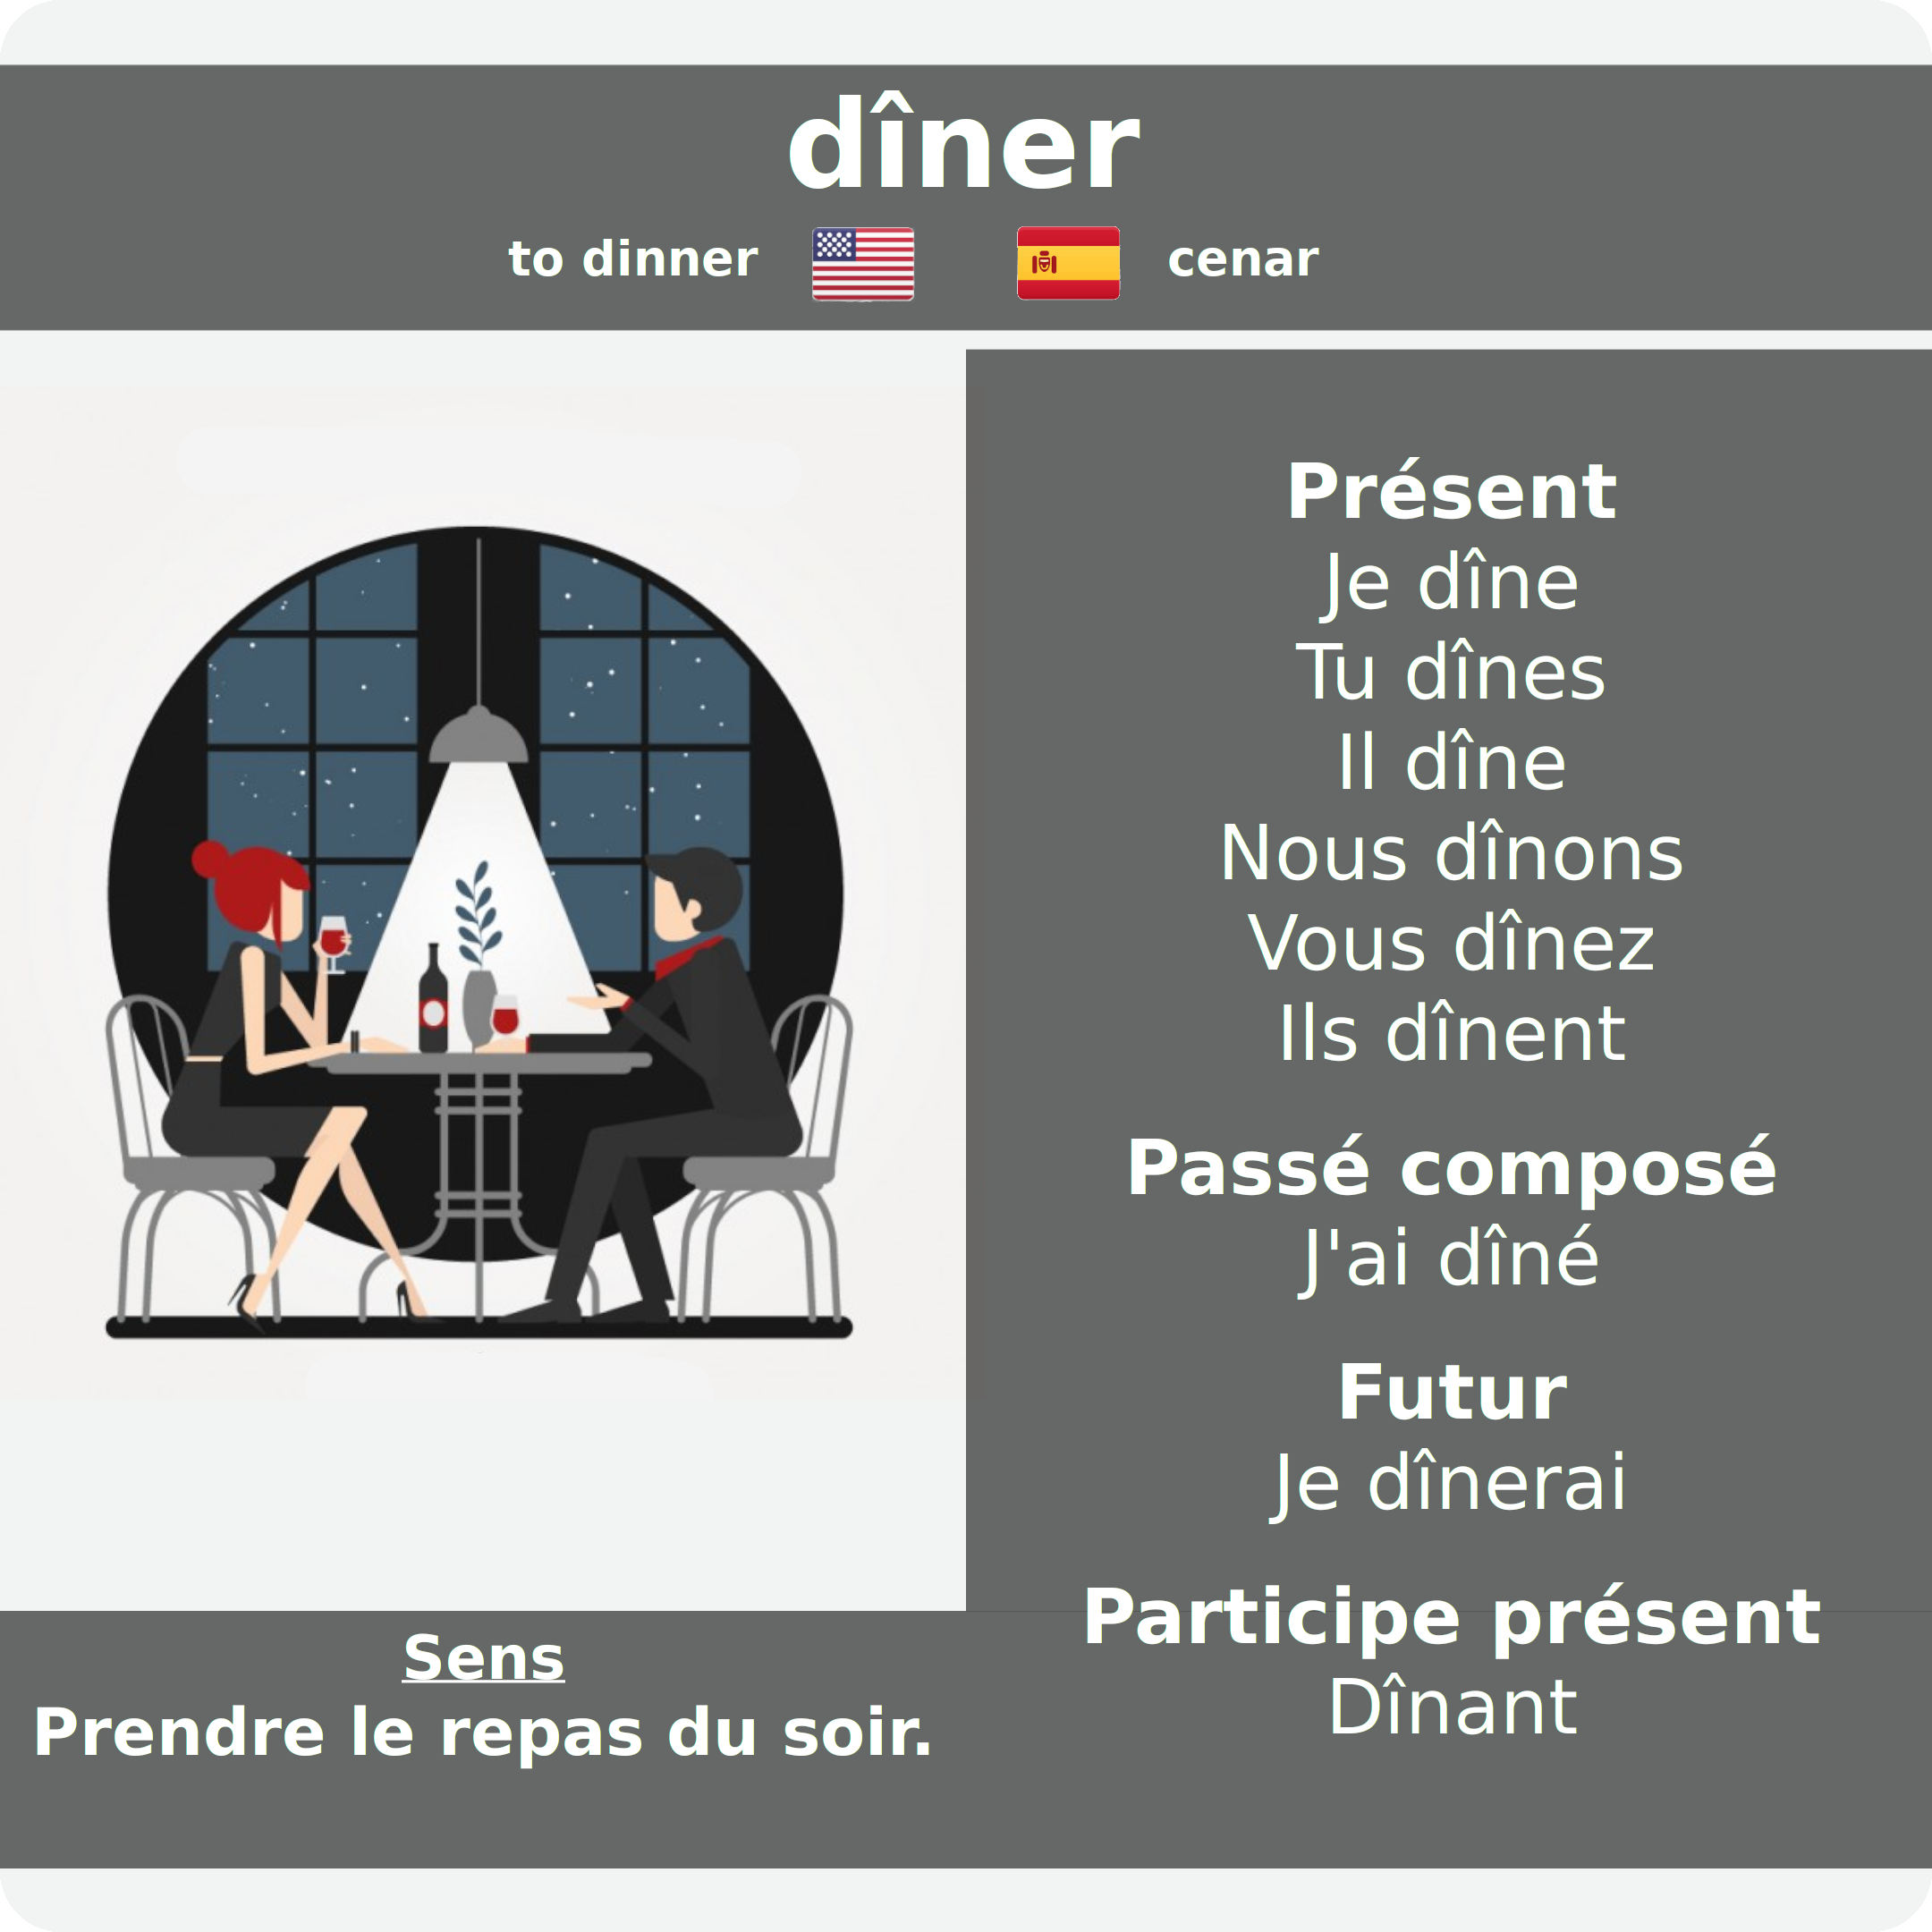 dîner
to dinner
cenar
Présent
Je dîne
Tu dînes
Il dîne
Nous dînons
Vous dînez
Ils dînent
Passé composé
J'ai dîné
Futur
Je dînerai
Participe présent
Dînant
Sens
Prendre le repas du soir.